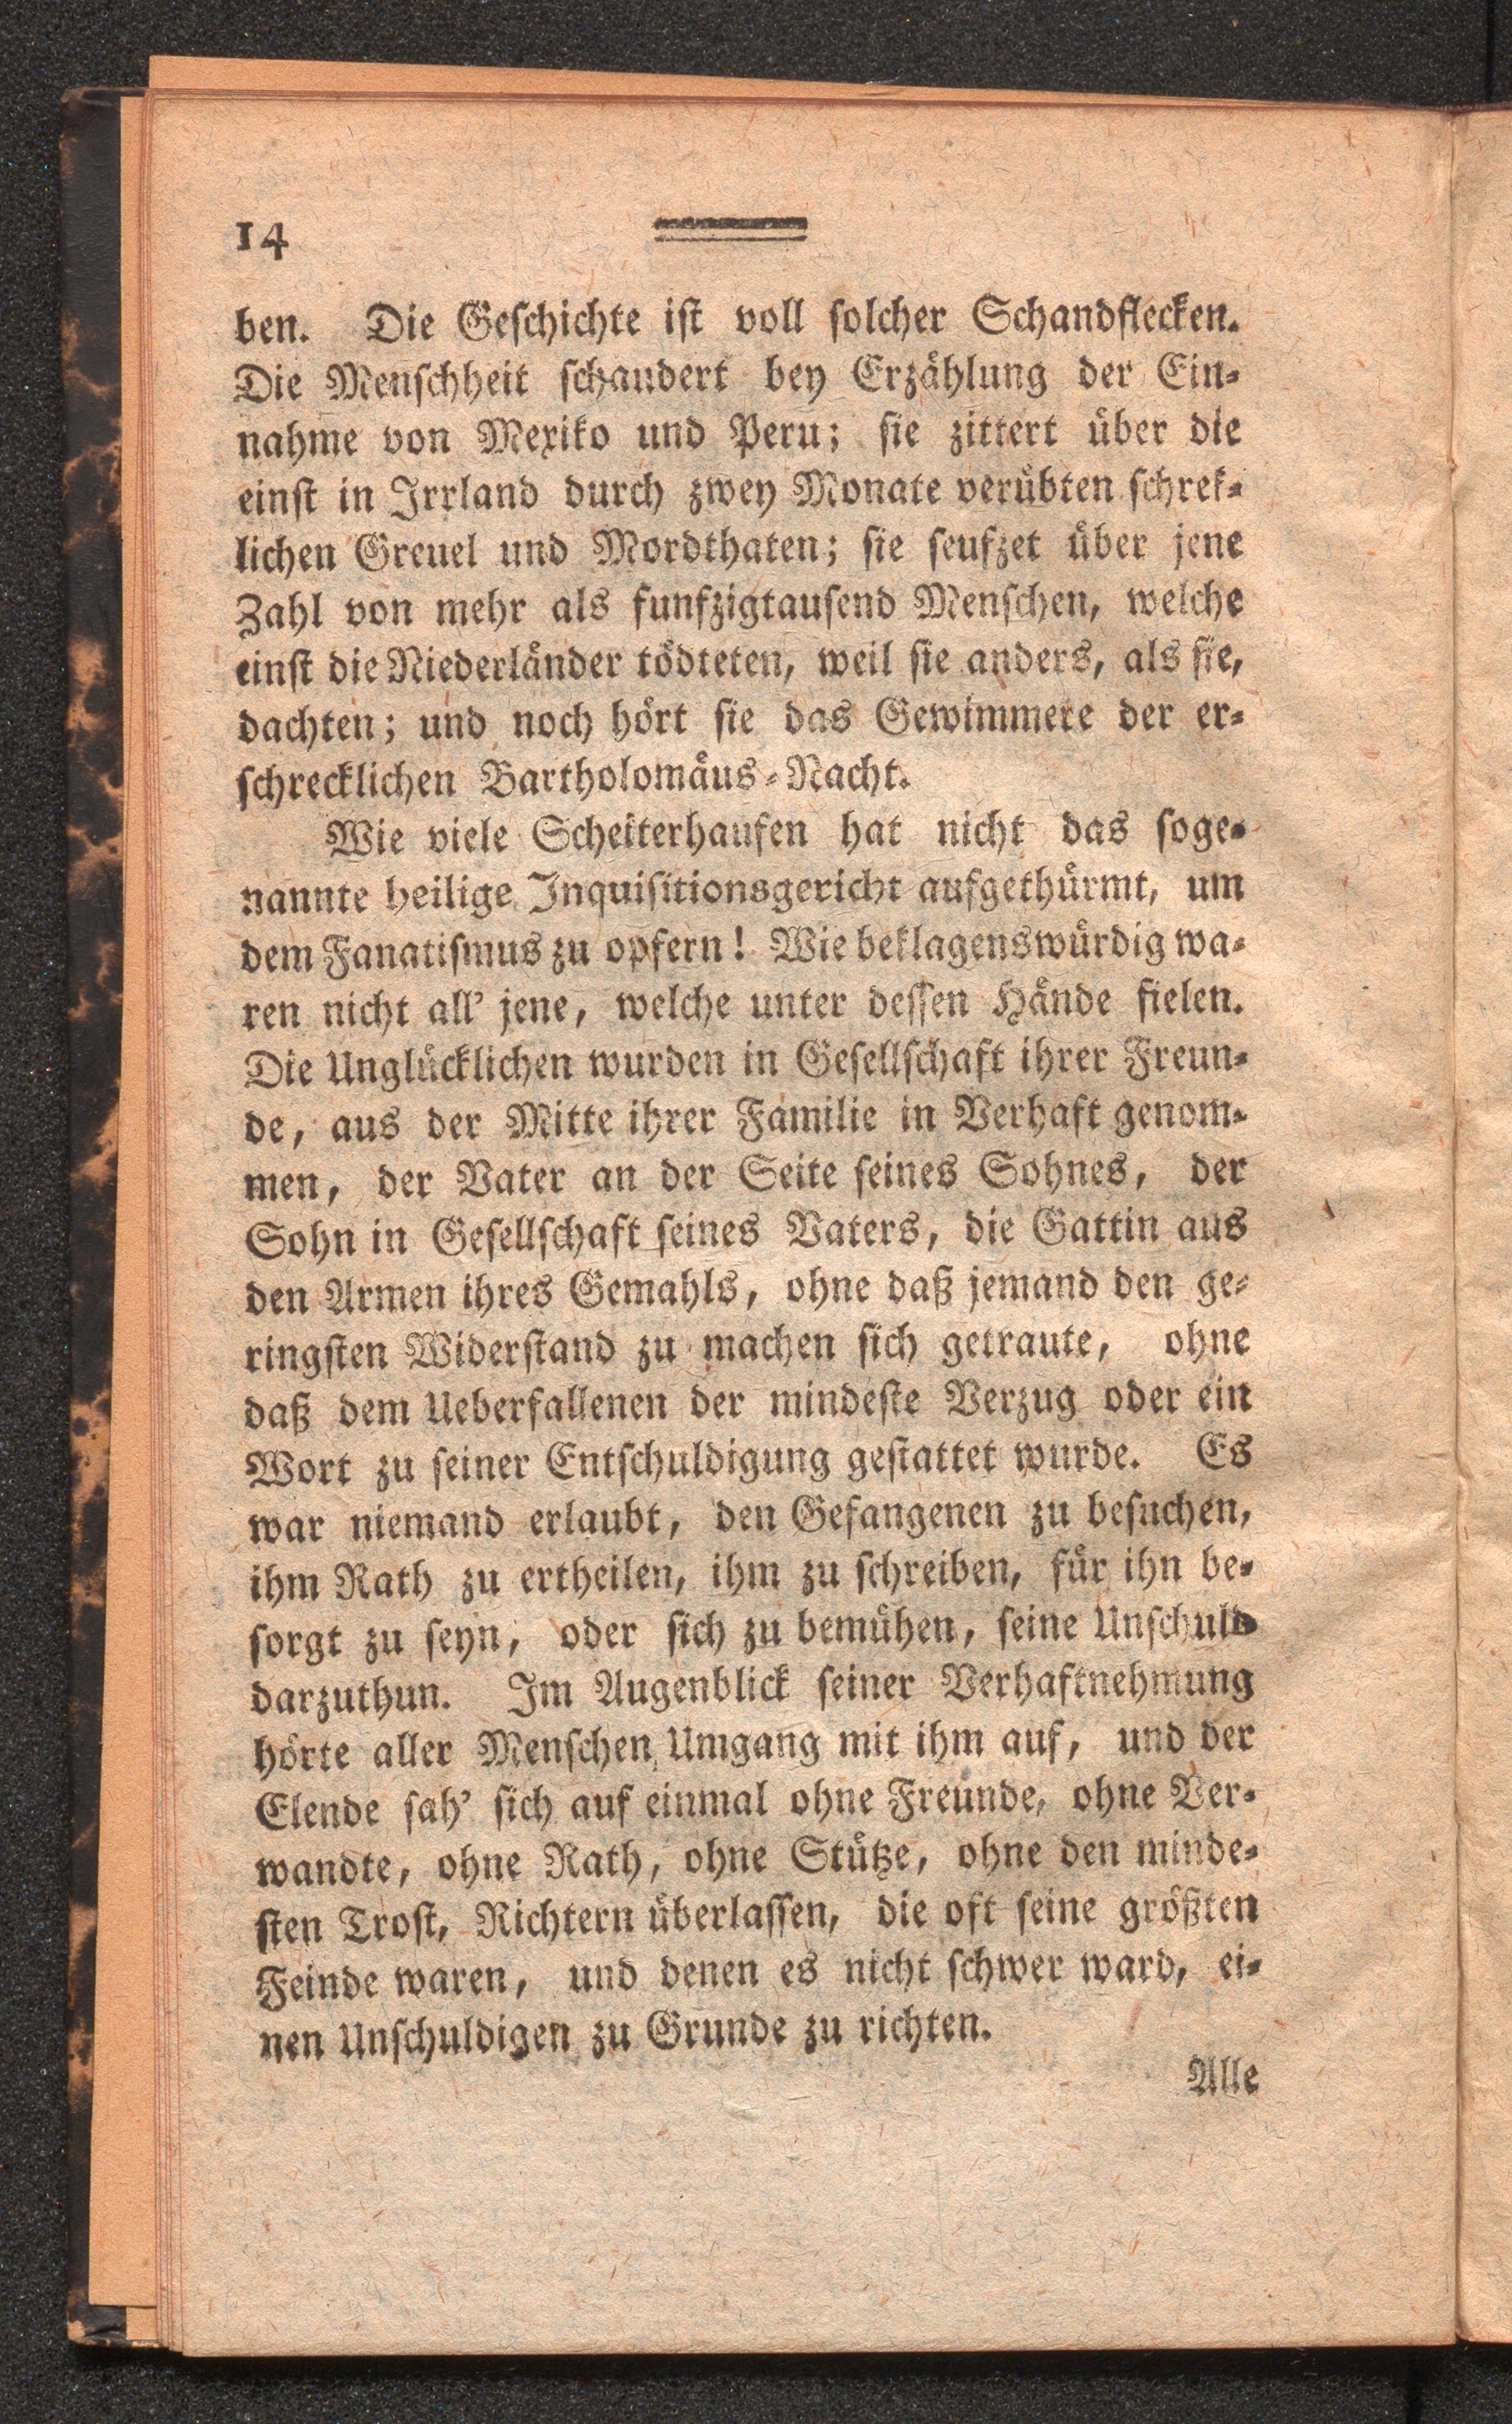 14
ben. Die Geſchichte iſt voll ſolcher Schandflecken.
Die Menſchheit ſchaudert bey Erzählung der Ein-
nahme von Mexiko und Peru; ſie zittert über die
einſt in Irrland durch zwey Monate verübten ſchrek-
lichen Greuel und Mordthaten; ſie ſeufzet über jene
Zahl von mehr als funfzigtauſend Menſchen, welche
einſt die Niederländer tödteten, weil ſie anders, als ſie,
dachten; und noch hört ſie das Gewimmere der er-
ſchrecklichen Bartholomäus-Nacht.
Wie viele Scheiterhaufen hat nicht das ſoge-
nannte heilige Inquiſitionsgericht aufgethürmt, um
dem Fanatiſmus zu opfern! Wie beklagenswürdig wa-
ren nicht all' jene, welche unter deſſen Hände fielen.
Die Unglücklichen wurden in Geſellſchaft ihrer Freun-
de, aus der Mitte ihrer Familie in Verhaft genom-
men, der Vater an der Seite ſeines Sohnes, der
Sohn in Geſellſchaft ſeines Vaters, die Gattin aus
den Armen ihres Gemahls, ohne daß jemand den ge-
ringſten Widerſtand zu machen ſich getraute, ohne
daß dem Ueberfallenen der mindeſte Verzug oder ein
Wort zu ſeiner Entſchuldigung geſtattet wurde. Es
war niemand erlaubt, den Gefangenen zu beſuchen,
ihm Rath zu ertheilen, ihm zu ſchreiben, für ihn be-
ſorgt zu ſeyn, oder ſich zu bemühen, ſeine Unſchuld
darzuthun. Im Augenblick ſeiner Verhaftnehmung
hörte aller Menſchen Umgang mit ihm auf, und der
Elende ſah' ſich auf einmal ohne Freunde, ohne Ver-
wandte, ohne Rath, ohne Stütze, ohne den minde-
ſten Troſt, Richtern überlaſſen, die oft ſeine größten
Feinde waren, und denen es nicht ſchwer ward, ei-
nen Unſchuldigen zu Grunde zu richten.
Alle